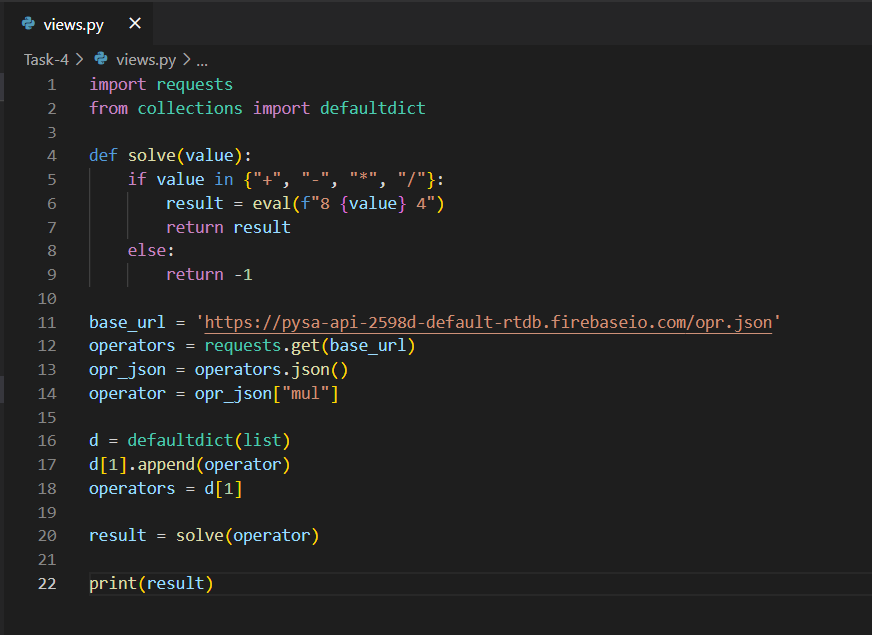 views.py ×
Task-4 > views.py > ...
1 import requests
2 from collections import defaultdict
3
4 def solve(value):
5     if value in {"+", "-", "*", "/"}:
6         result = eval(f"8 {value} 4")
7         return result
8     else:
9         return -1
10
11 base_url = 'https://pysa-api-2598d-default-rtdb.firebaseio.com/opr.json'
12 operators = requests.get(base_url)
13 opr_json = operators.json()
14 operator = opr_json["mul"]
15
16 d = defaultdict(list)
17 d[1].append(operator)
18 operators = d[1]
19
20 result = solve(operator)
21
22 print(result)